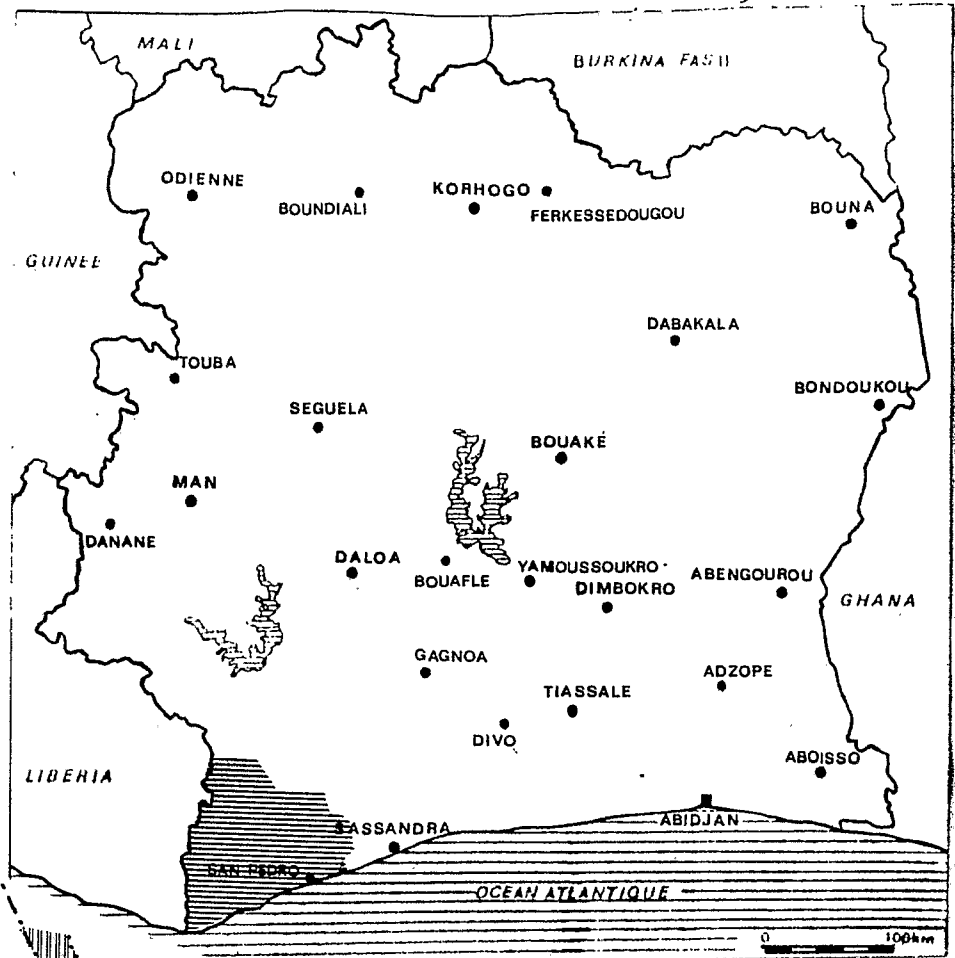 MALI
BURKINA FASO
ODIENNE
BOUNDIALI
KORHOGO
FERKESSEDOUGOU
BOUNA
GUINEE
DABAKALA
TOUBA
BONDOUKOU
SEGUELA
BOUAKÉ
MAN
DANANE
DALOA
BOUAFLE
YAMOUSSOUKRO
DIMBOKRO
ABENGOUROU
GHANA
GAGNOA
ADZOPE
TIASSALE
DIVO
ABOISSO
LIBERIA
SASSANDRA
ABIDJAN
SAN PEDRO
OCEAN ATLANTIQUE
0 100km